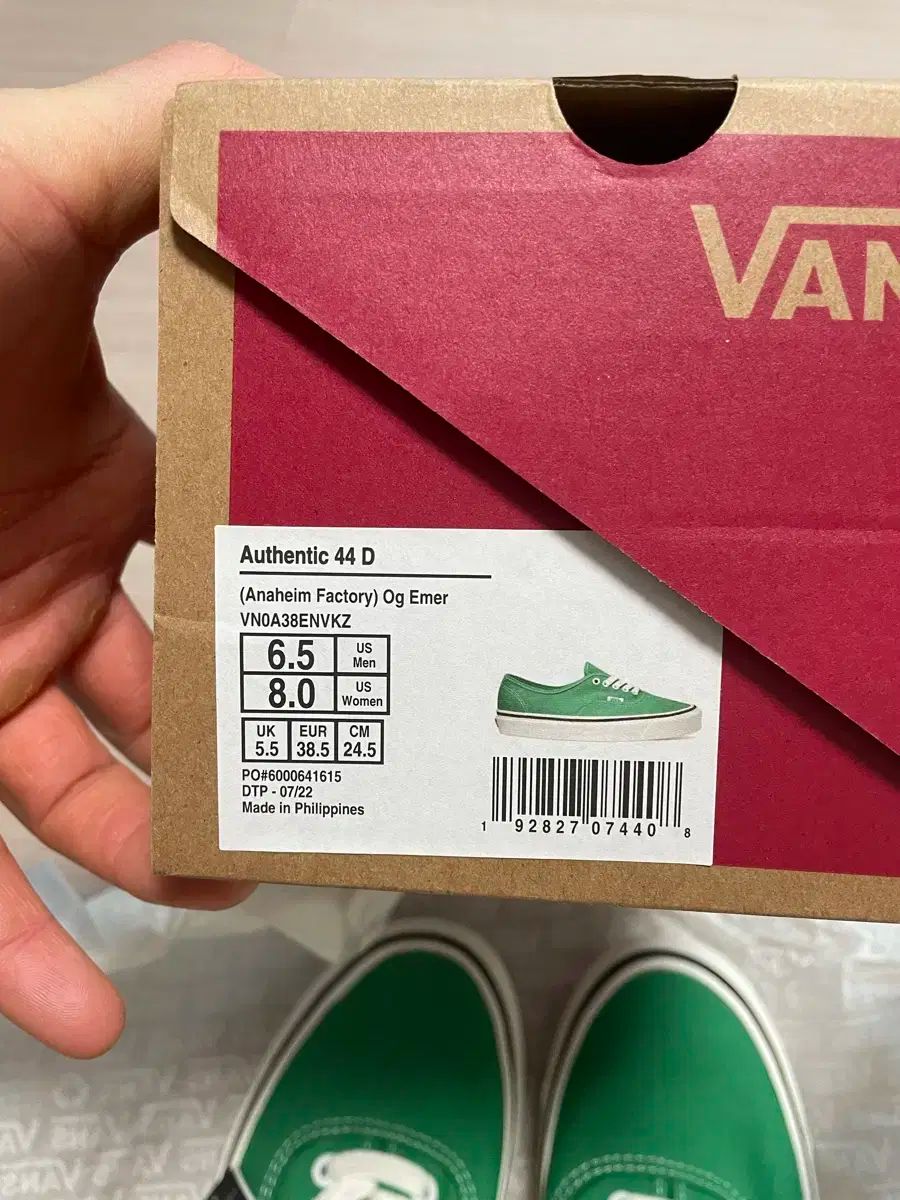 VAN
Authentic 44 D
(Anaheim Factory) Og Emer
VN0A38ENVKZ
6.5 US Men
8.0 US Women
UK EUR CM
5.5 38.5 24.5
PO#6000641615
DTP - 07/22
Made in Philippines
1 92827 07440 8
VANS